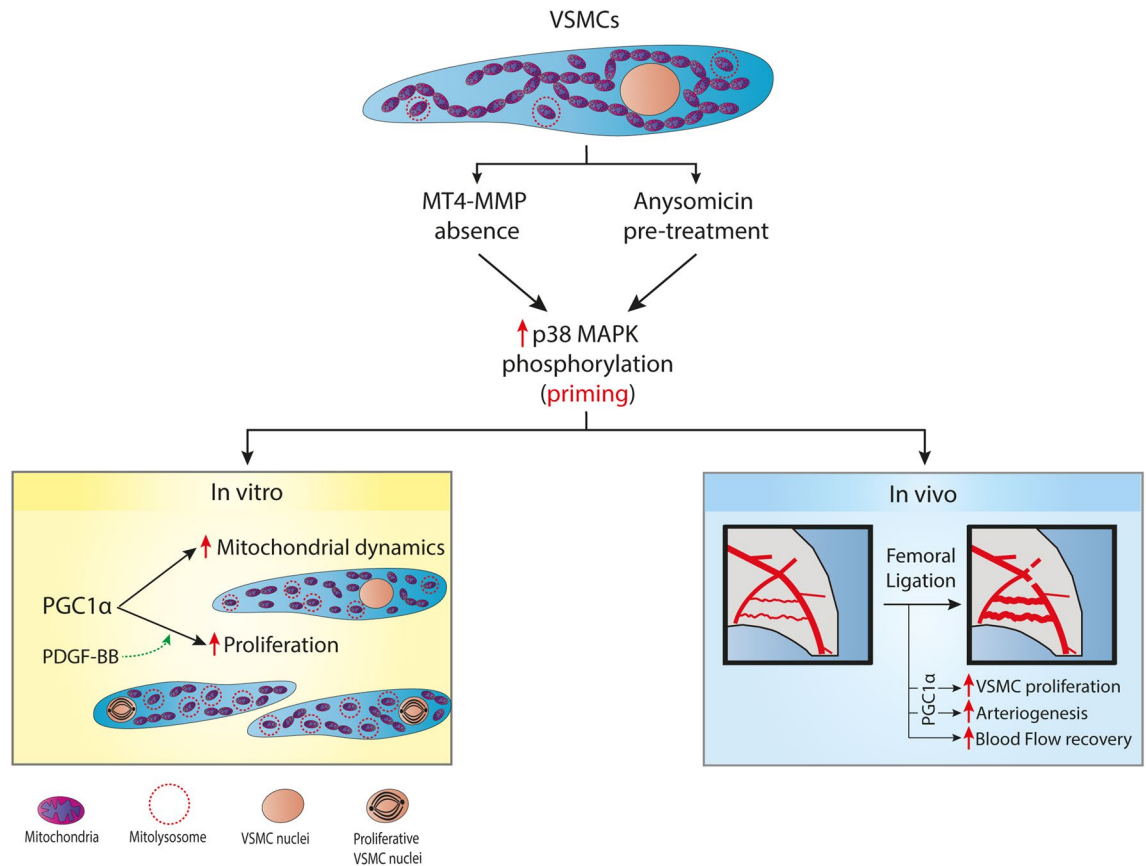 VSMCs
MT4-MMP
absence
Anysomicin
pre-treatment
p38 MAPK
phosphorylation
(priming)
In vitro
Mitochondrial dynamics
PGC1α
Proliferation
PDGF-BB
In vivo
Femoral
Ligation
PGC1α
VSMC proliferation
Arteriogenesis
Blood Flow recovery
Mitochondria
Mitolysosome
VSMC nuclei
Proliferative
VSMC nuclei